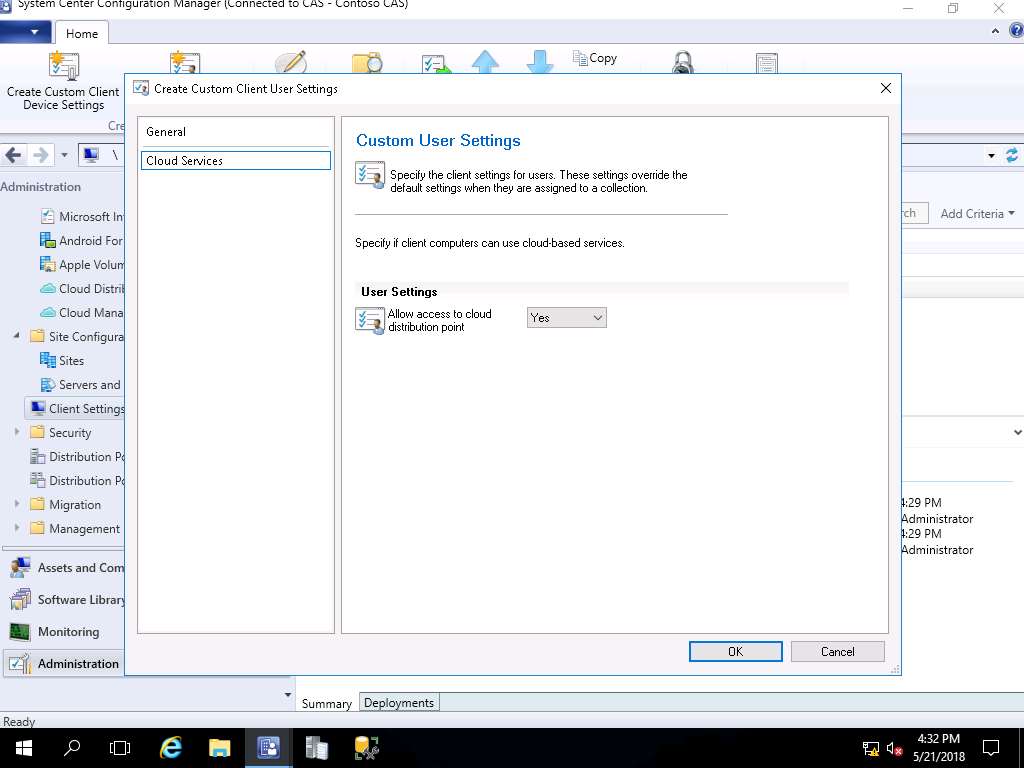 System Center Configuration Manager (Connected to CAS - Contoso CAS)
Home
Create Custom Client
Device Settings
Copy
Create Custom Client User Settings
General
Cloud Services
Custom User Settings
Specify the client settings for users. These settings override the
default settings when they are assigned to a collection.
Specify if client computers can use cloud-based services.
User Settings
Allow access to cloud
distribution point
Yes
OK
Cancel
\
Administration
Microsoft In
Android For
Apple Volum
Cloud Distrib
Cloud Mana
Site Configura
Sites
Servers and
Client Settings
Security
Distribution Po
Distribution Po
Migration
Management
Assets and Com
Software Library
Monitoring
Administration
Add Criteria
4:29 PM
Administrator
4:29 PM
Administrator
Summary
Deployments
Ready
4:32 PM
5/21/2018